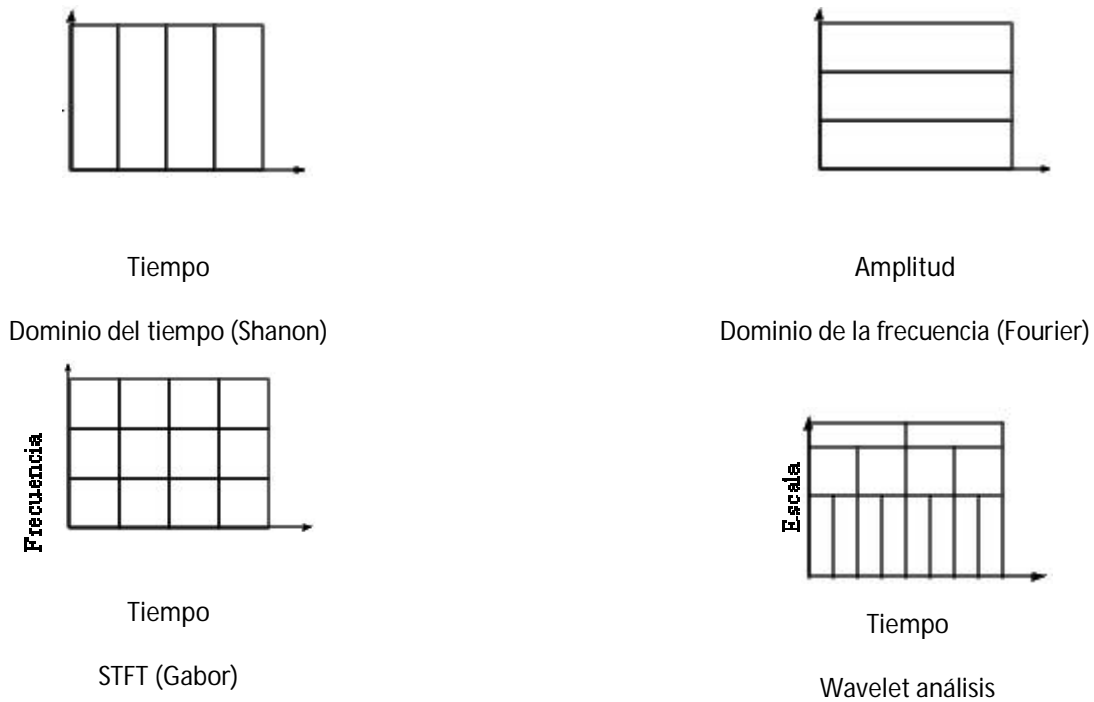 Tiempo
Amplitud
Dominio del tiempo (Shanon)
Dominio de la frecuencia (Fourier)
Frecuencia
Escala
Tiempo
Tiempo
STFT (Gabor)
Wavelet análisis